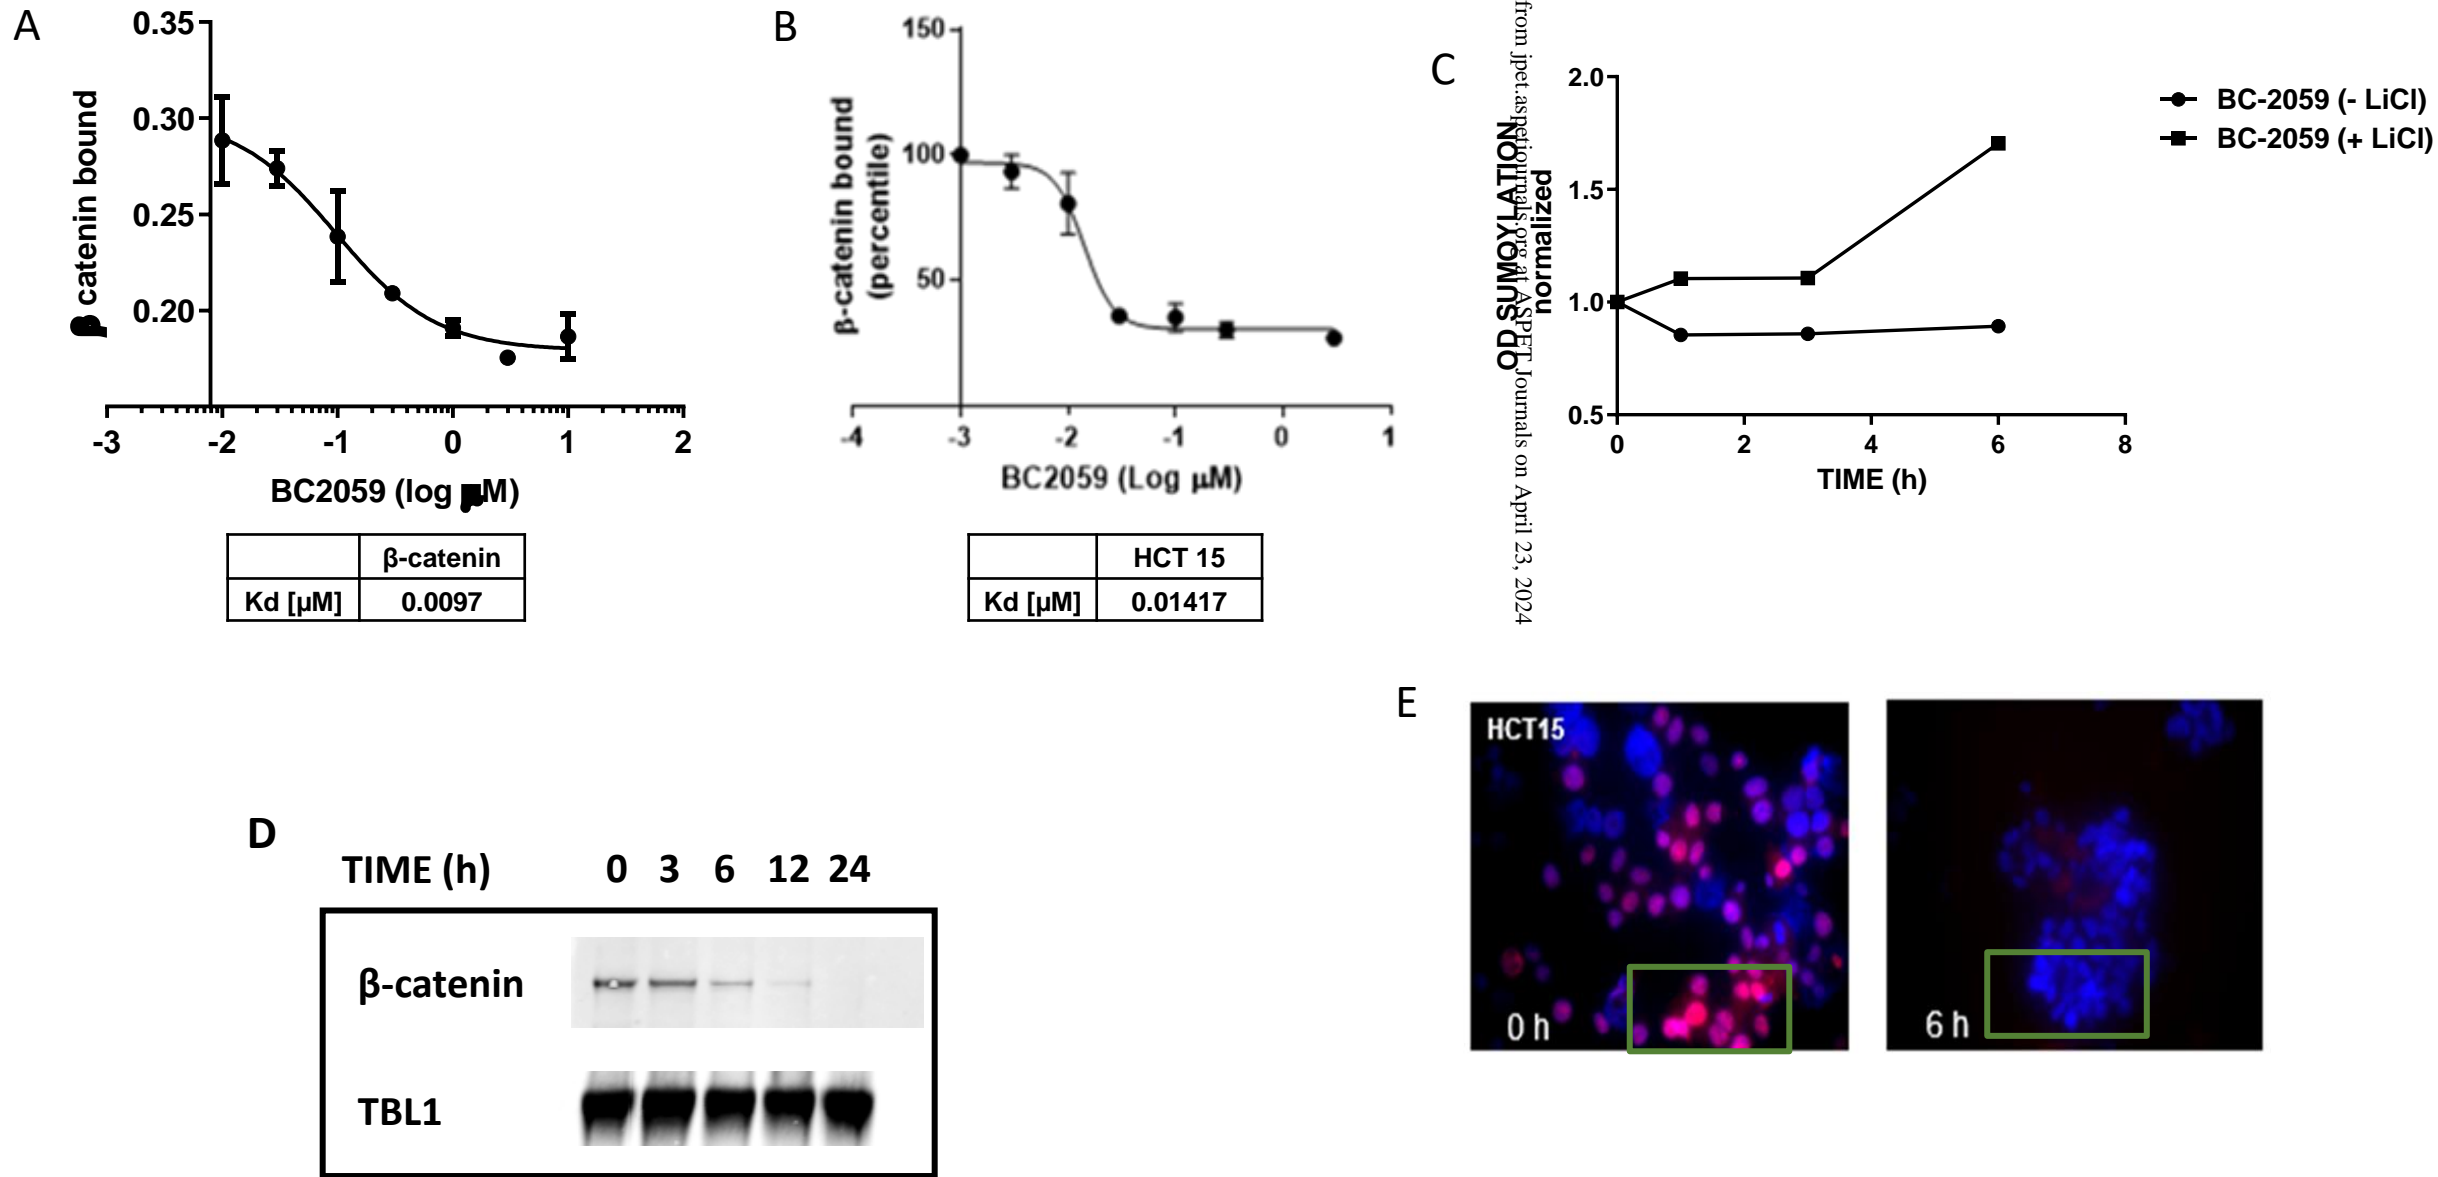 A
0.35
0.30
0.25
0.20
β catenin bound
-3 -2 -1 0 1 2
BC2059 (log μM)
β-catenin
Kd [µM] 0.0097
B
150
100
50
β-catenin bound
(percentile)
-4 -3 -2 -1 0 1
BC2059 (Log µM)
HCT 15
Kd [µM] 0.01417
from jpet.aspetjournals.org at ASPET Journals on April 23, 2024
C
OD SUMOYLATION
normalized
2.0
1.5
1.0
0.5
0 2 4 6 8
TIME (h)
BC-2059 (- LiCl)
BC-2059 (+ LiCl)
D
TIME (h) 0 3 6 12 24
β-catenin
TBL1
E
HCT15
0 h
6 h